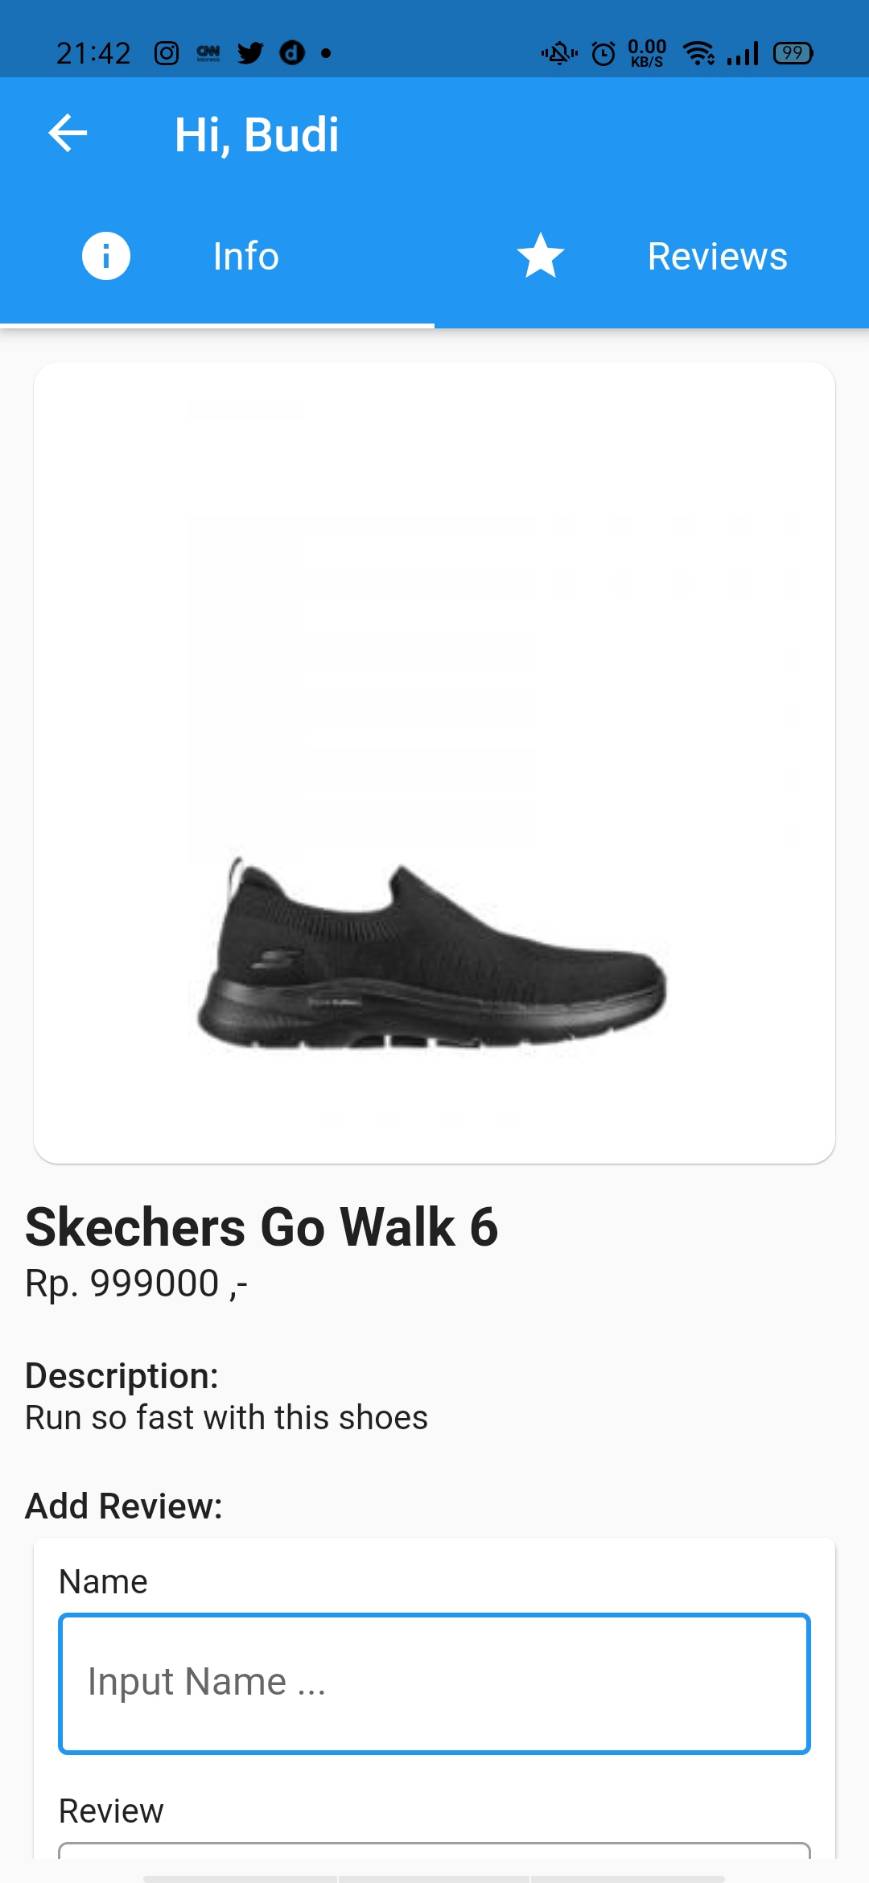 21:42 CNN 0.00 KB/S 99
Hi, Budi
Info Reviews
Skechers Go Walk 6
Rp. 999000 ,-
Description:
Run so fast with this shoes
Add Review:
Name
Input Name ...
Review